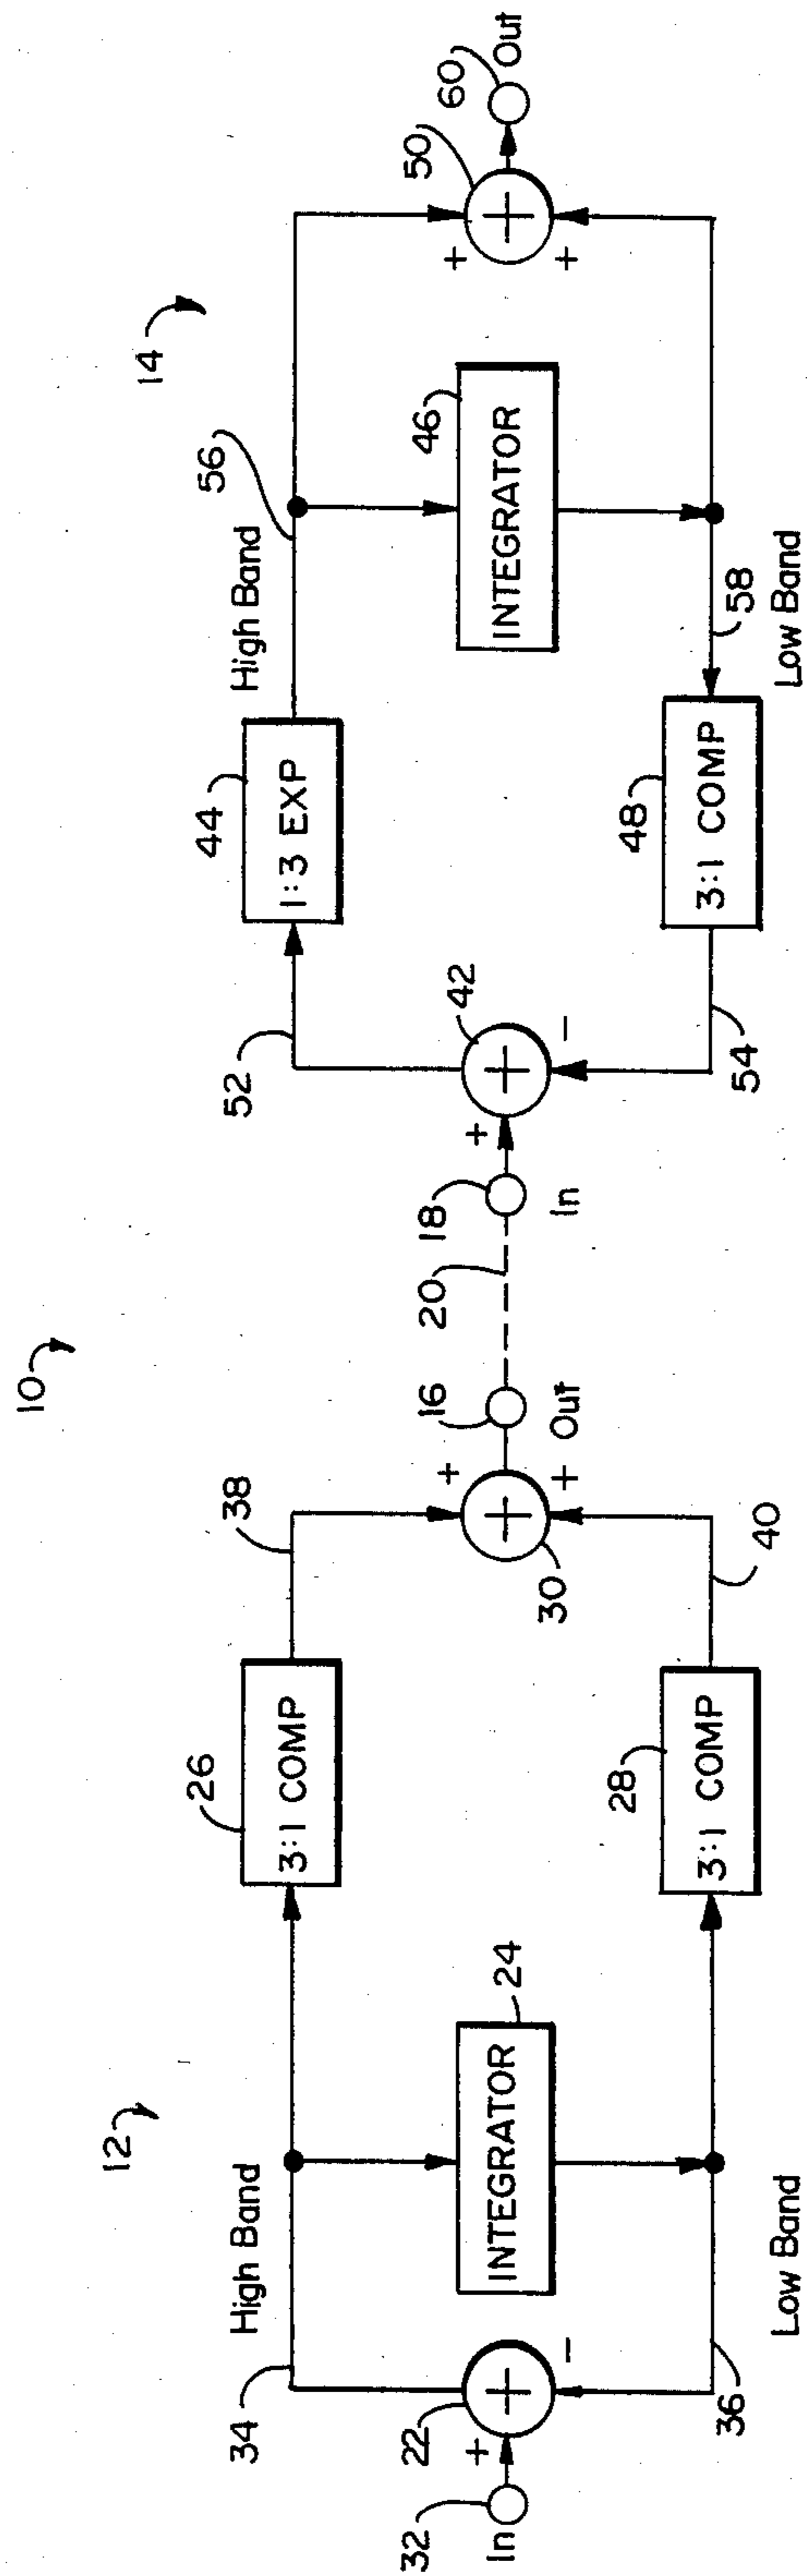 10
12
14
High Band
34
26
3:1 COMP
38
32
In
+
22
+
−
INTEGRATOR
24
+
+
+
30
16
Out
36
Low Band
28
3:1 COMP
40
20
18
In
+
42
+
−
52
44
1:3 EXP
High Band
56
46
INTEGRATOR
+
+
+
50
60
Out
54
48
3:1 COMP
58
Low Band